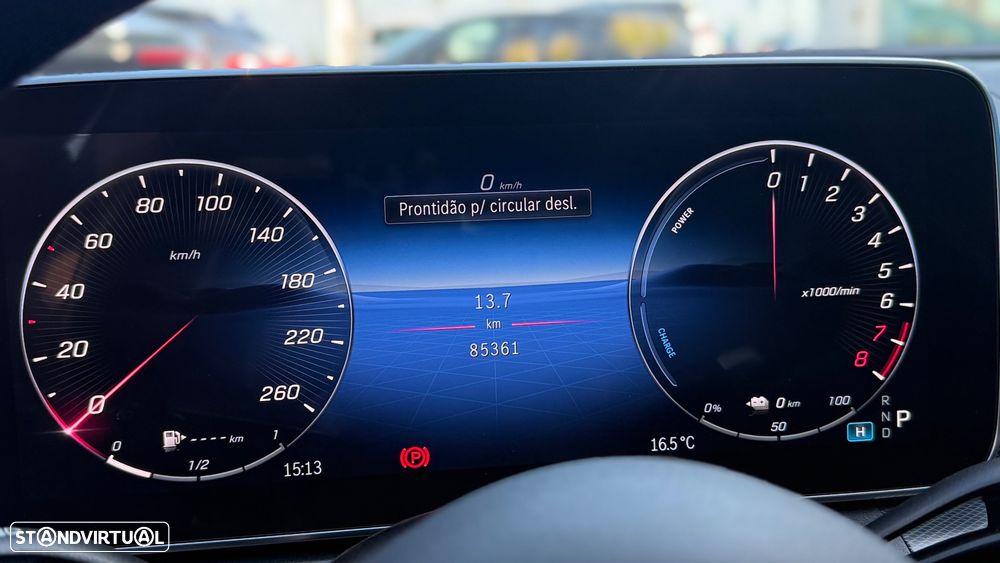 0 km/h
Prontidão p/ circular desl.
0
20
40
60
80
100
140
180
220
260
km/h
0
1/2
1
---- km
15:13
13.7
km
85361
POWER
CHARGE
0
1
2
3
4
5
6
7
8
x1000/min
0%
50
100
0 km
16.5°C
H
R
N
D
P
(P)
STANDVIRTUAL